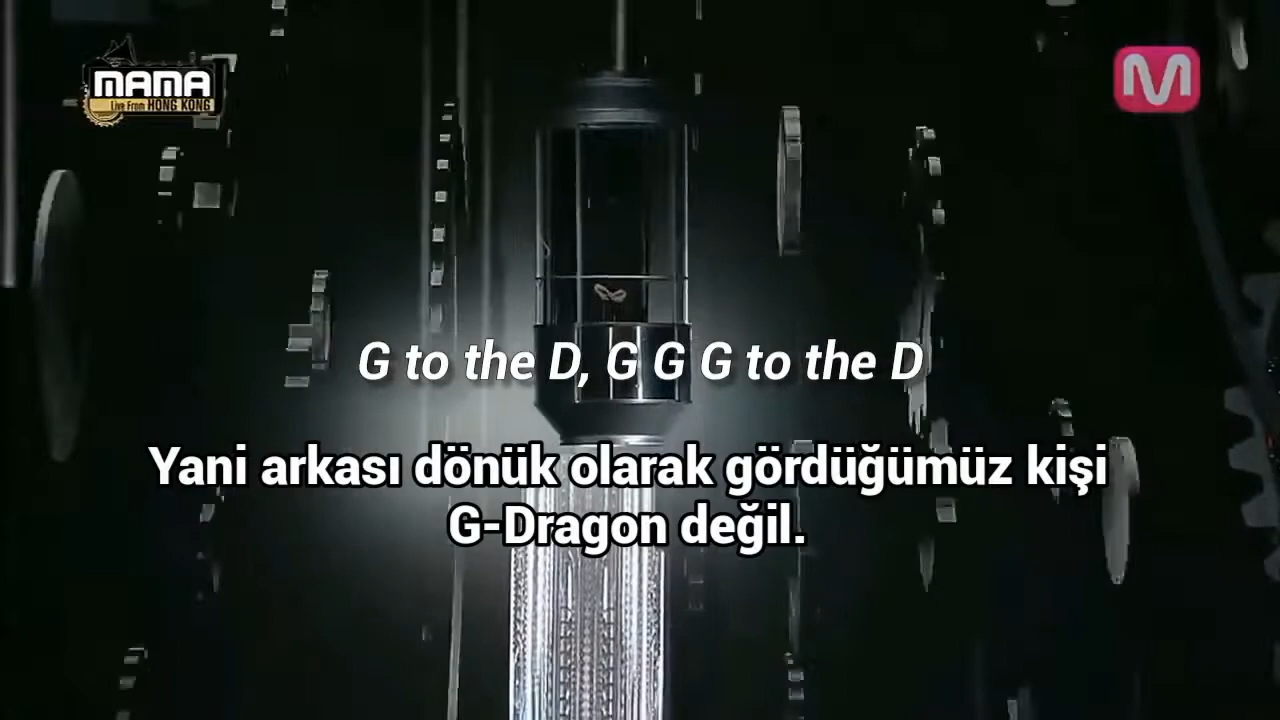 MAMA
Live From HONG KONG
M
G to the D, G G G to the D
Yani arkası dönük olarak gördüğümüz kişi
G-Dragon değil.